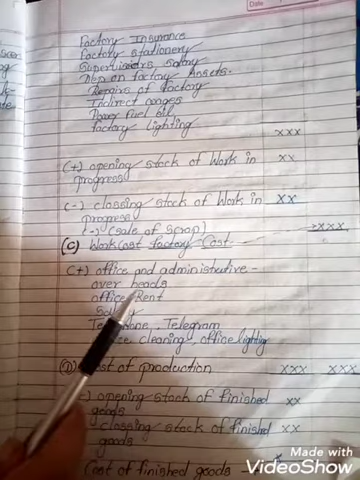 Date
Factory Insurance
Factory stationery
Supervisors salary
Dep on factory Assets.
Repairs of factory
Indirect wages
Power fuel oil
factory lighting xxx
(+) opening stock of Work in xx
progress
(-) closing stock of Work in xx
progress
(-) (sale of scrap) xxx
(C) Work cost factory Cost
(+) office and administrative -
over heads
office Rent
Telegram
cleaning, office lighting
(D) cost of production xxx xxx
opening stock of finished xx
goods
closing stock of finished xx
goods
Cost of finished goods
Made with
VideoShow